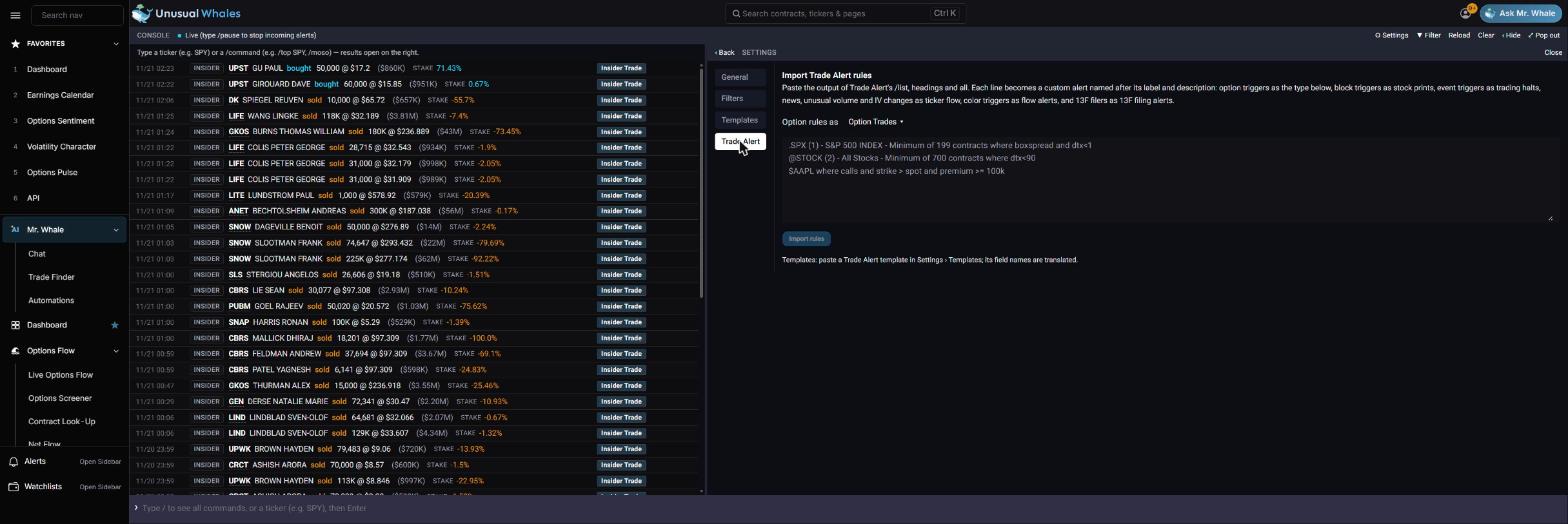 Search nav
Unusual Whales
Search contracts, tickers & pages
Ctrl K
9+
Ask Mr. Whale
FAVORITES
1 Dashboard
2 Earnings Calendar
3 Options Sentiment
4 Volatility Character
5 Options Pulse
6 API
AI Mr. Whale
Chat
Trade Finder
Automations
Dashboard
Options Flow
Live Options Flow
Options Screener
Contract Look-Up
Net Flow
Alerts Open Sidebar
Watchlists Open Sidebar
CONSOLE Live (type /pause to stop incoming alerts)
Settings Filter Reload Clear Hide Pop out
Type a ticker (e.g. SPY) or a /command (e.g. /top SPY, /moso) — results open on the right.
11/21 02:23 INSIDER UPST GU PAUL bought 50,000 @ $17.2 ($860K) STAKE 71.43% Insider Trade
11/21 02:22 INSIDER UPST GIROUARD DAVE bought 60,000 @ $15.85 ($951K) STAKE 0.67% Insider Trade
11/21 02:06 INSIDER DK SPIEGEL REUVEN sold 10,000 @ $65.72 ($657K) STAKE -55.7% Insider Trade
11/21 01:25 INSIDER LIFE WANG LINGKE sold 118K @ $32.189 ($3.81M) STAKE -7.4% Insider Trade
11/21 01:24 INSIDER GKOS BURNS THOMAS WILLIAM sold 180K @ $236.889 ($43M) STAKE -73.45% Insider Trade
11/21 01:22 INSIDER LIFE COLIS PETER GEORGE sold 28,715 @ $32.543 ($934K) STAKE -1.9% Insider Trade
11/21 01:22 INSIDER LIFE COLIS PETER GEORGE sold 31,000 @ $32.179 ($998K) STAKE -2.05% Insider Trade
11/21 01:22 INSIDER LIFE COLIS PETER GEORGE sold 31,000 @ $31.909 ($989K) STAKE -2.05% Insider Trade
11/21 01:17 INSIDER LITE LUNDSTROM PAUL sold 1,000 @ $578.92 ($579K) STAKE -20.39% Insider Trade
11/21 01:09 INSIDER ANET BECHTOLSHEIM ANDREAS sold 300K @ $187.038 ($56M) STAKE -0.17% Insider Trade
11/21 01:05 INSIDER SNOW DAGEVILLE BENOIT sold 50,000 @ $276.89 ($14M) STAKE -2.24% Insider Trade
11/21 01:03 INSIDER SNOW SLOOTMAN FRANK sold 74,647 @ $293.432 ($22M) STAKE -79.69% Insider Trade
11/21 01:03 INSIDER SNOW SLOOTMAN FRANK sold 225K @ $277.174 ($62M) STAKE -92.22% Insider Trade
11/21 01:00 INSIDER SLS STERGIOU ANGELOS sold 26,606 @ $19.18 ($510K) STAKE -1.51% Insider Trade
11/21 01:00 INSIDER CBRS LIE SEAN sold 30,077 @ $97.308 ($2.93M) STAKE -10.24% Insider Trade
11/21 01:00 INSIDER PUBM GOEL RAJEEV sold 50,020 @ $20.572 ($1.03M) STAKE -75.62% Insider Trade
11/21 01:00 INSIDER SNAP HARRIS RONAN sold 100K @ $5.29 ($529K) STAKE -1.39% Insider Trade
11/21 01:00 INSIDER CBRS MALLICK DHIRAJ sold 18,201 @ $97.309 ($1.77M) STAKE -100.0% Insider Trade
11/21 00:59 INSIDER CBRS FELDMAN ANDREW sold 37,694 @ $97.309 ($3.67M) STAKE -69.1% Insider Trade
11/21 00:59 INSIDER CBRS PATEL YAGNESH sold 6,141 @ $97.309 ($598K) STAKE -24.83% Insider Trade
11/21 00:47 INSIDER GKOS THURMAN ALEX sold 15,000 @ $236.918 ($3.55M) STAKE -25.46% Insider Trade
11/21 00:29 INSIDER GEN DERSE NATALIE MARIE sold 72,341 @ $30.47 ($2.20M) STAKE -10.93% Insider Trade
11/21 00:06 INSIDER LIND LINDBLAD SVEN-OLOF sold 64,681 @ $32.066 ($2.07M) STAKE -0.67% Insider Trade
11/21 00:06 INSIDER LIND LINDBLAD SVEN-OLOF sold 129K @ $33.607 ($4.34M) STAKE -1.32% Insider Trade
11/20 23:59 INSIDER UPWK BROWN HAYDEN sold 79,483 @ $9.06 ($720K) STAKE -13.93% Insider Trade
11/20 23:59 INSIDER CRCT ASHISH ARORA sold 70,000 @ $8.57 ($600K) STAKE -1.5% Insider Trade
11/20 23:59 INSIDER UPWK BROWN HAYDEN sold 113K @ $8.846 ($997K) STAKE -22.95% Insider Trade
Type / to see all commands, or a ticker (e.g. SPY), then Enter
Back SETTINGS Close
General
Filters
Templates
Trade Alert
Import Trade Alert rules
Paste the output of Trade Alert's /list, headings and all. Each line becomes a custom alert named after its label and description: option triggers as the type below, block triggers as stock prints, event triggers as trading halts,
news, unusual volume and IV changes as ticker flow, color triggers as flow alerts, and 13F filers as 13F filing alerts.
Option rules as Option Trades
.SPX (1) - S&P 500 INDEX - Minimum of 199 contracts where boxspread and dtx<1
@STOCK (2) - All Stocks - Minimum of 700 contracts where dtx<90
$AAPL where calls and strike > spot and premium >= 100k
Import rules
Templates: paste a Trade Alert template in Settings › Templates; its field names are translated.